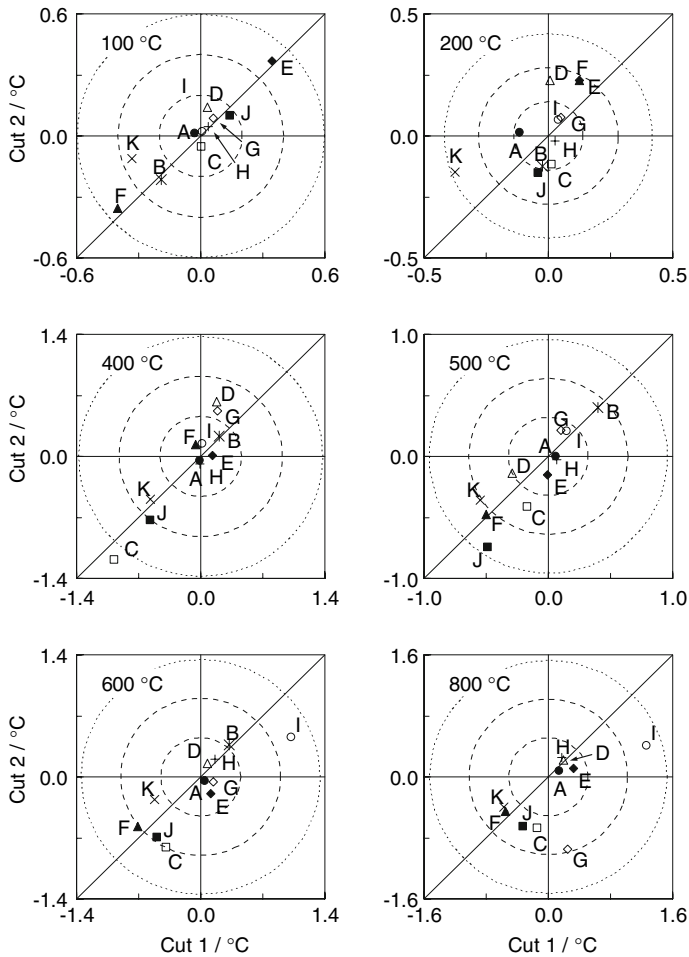 100 °C
Cut 2 / °C
0.6
0.0
-0.6
-0.6
0.0
0.6
A
B
C
D
E
F
G
H
I
J
K
200 °C
0.5
0.0
-0.5
-0.5
0.0
0.5
A
B
C
D
E
F
G
H
I
J
K
400 °C
Cut 2 / °C
1.4
0.0
-1.4
-1.4
0.0
1.4
A
B
C
D
E
F
G
H
I
J
K
500 °C
1.0
0.0
-1.0
-1.0
0.0
1.0
A
B
C
D
E
F
G
H
I
J
K
600 °C
Cut 2 / °C
1.4
0.0
-1.4
-1.4
0.0
1.4
Cut 1 / °C
A
B
C
D
E
F
G
H
I
J
K
800 °C
1.6
0.0
-1.6
-1.6
0.0
1.6
Cut 1 / °C
A
C
D
E
F
G
H
I
J
K